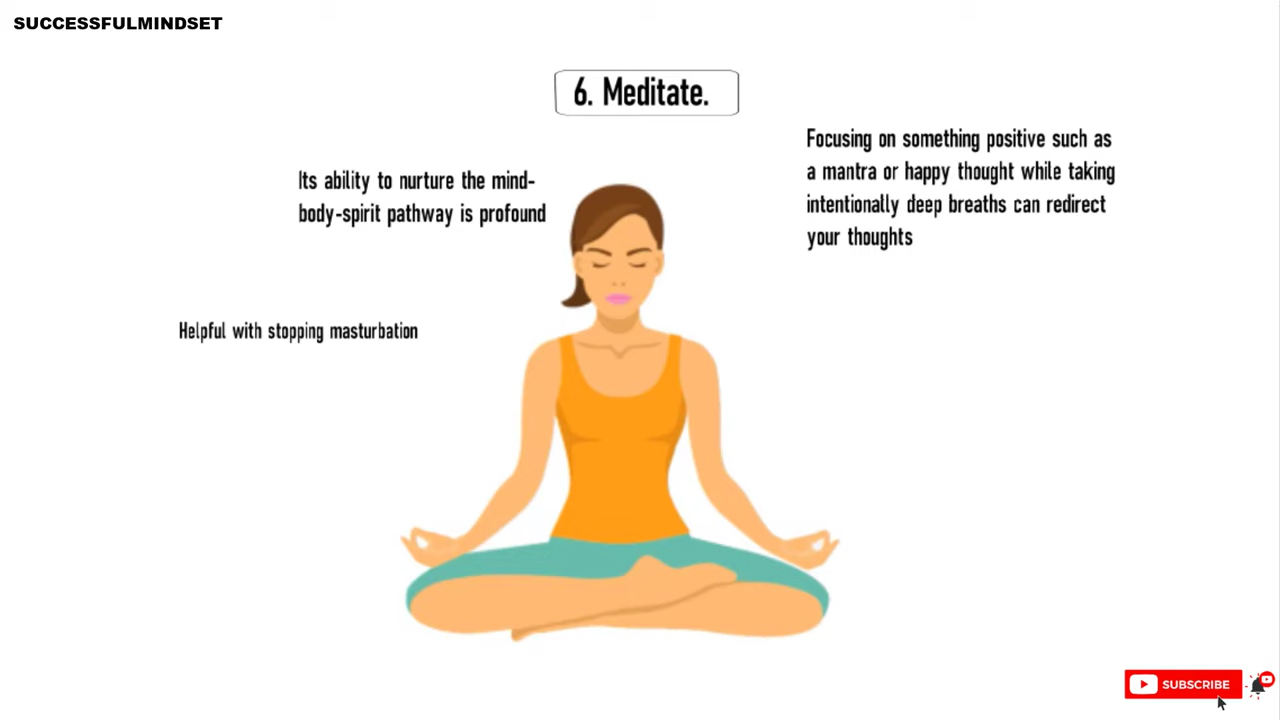 SUCCESSFULMINDSET
6. Meditate.
Its ability to nurture the mind-
body-spirit pathway is profound
Focusing on something positive such as
a mantra or happy thought while taking
intentionally deep breaths can redirect
your thoughts
Helpful with stopping masturbation
SUBSCRIBE